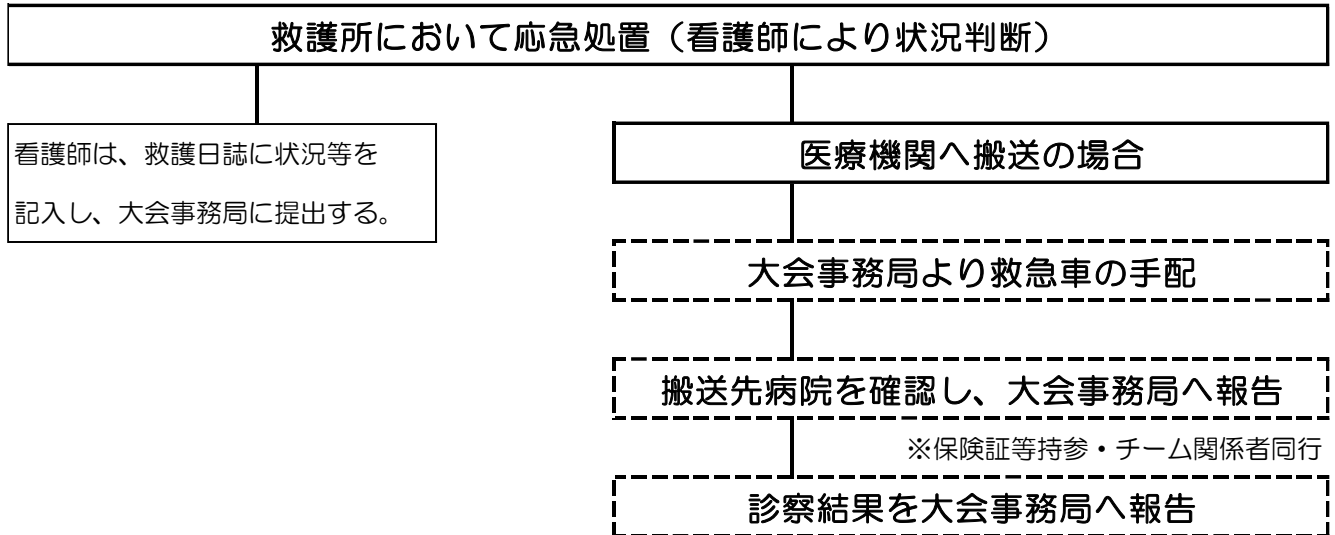 救護所において応急処置（看護師により状況判断）
看護師は、救護日誌に状況等を
記入し、大会事務局に提出する。
医療機関へ搬送の場合
大会事務局より救急車の手配
搬送先病院を確認し、大会事務局へ報告
※保険証等持参・チーム関係者同行
診察結果を大会事務局へ報告